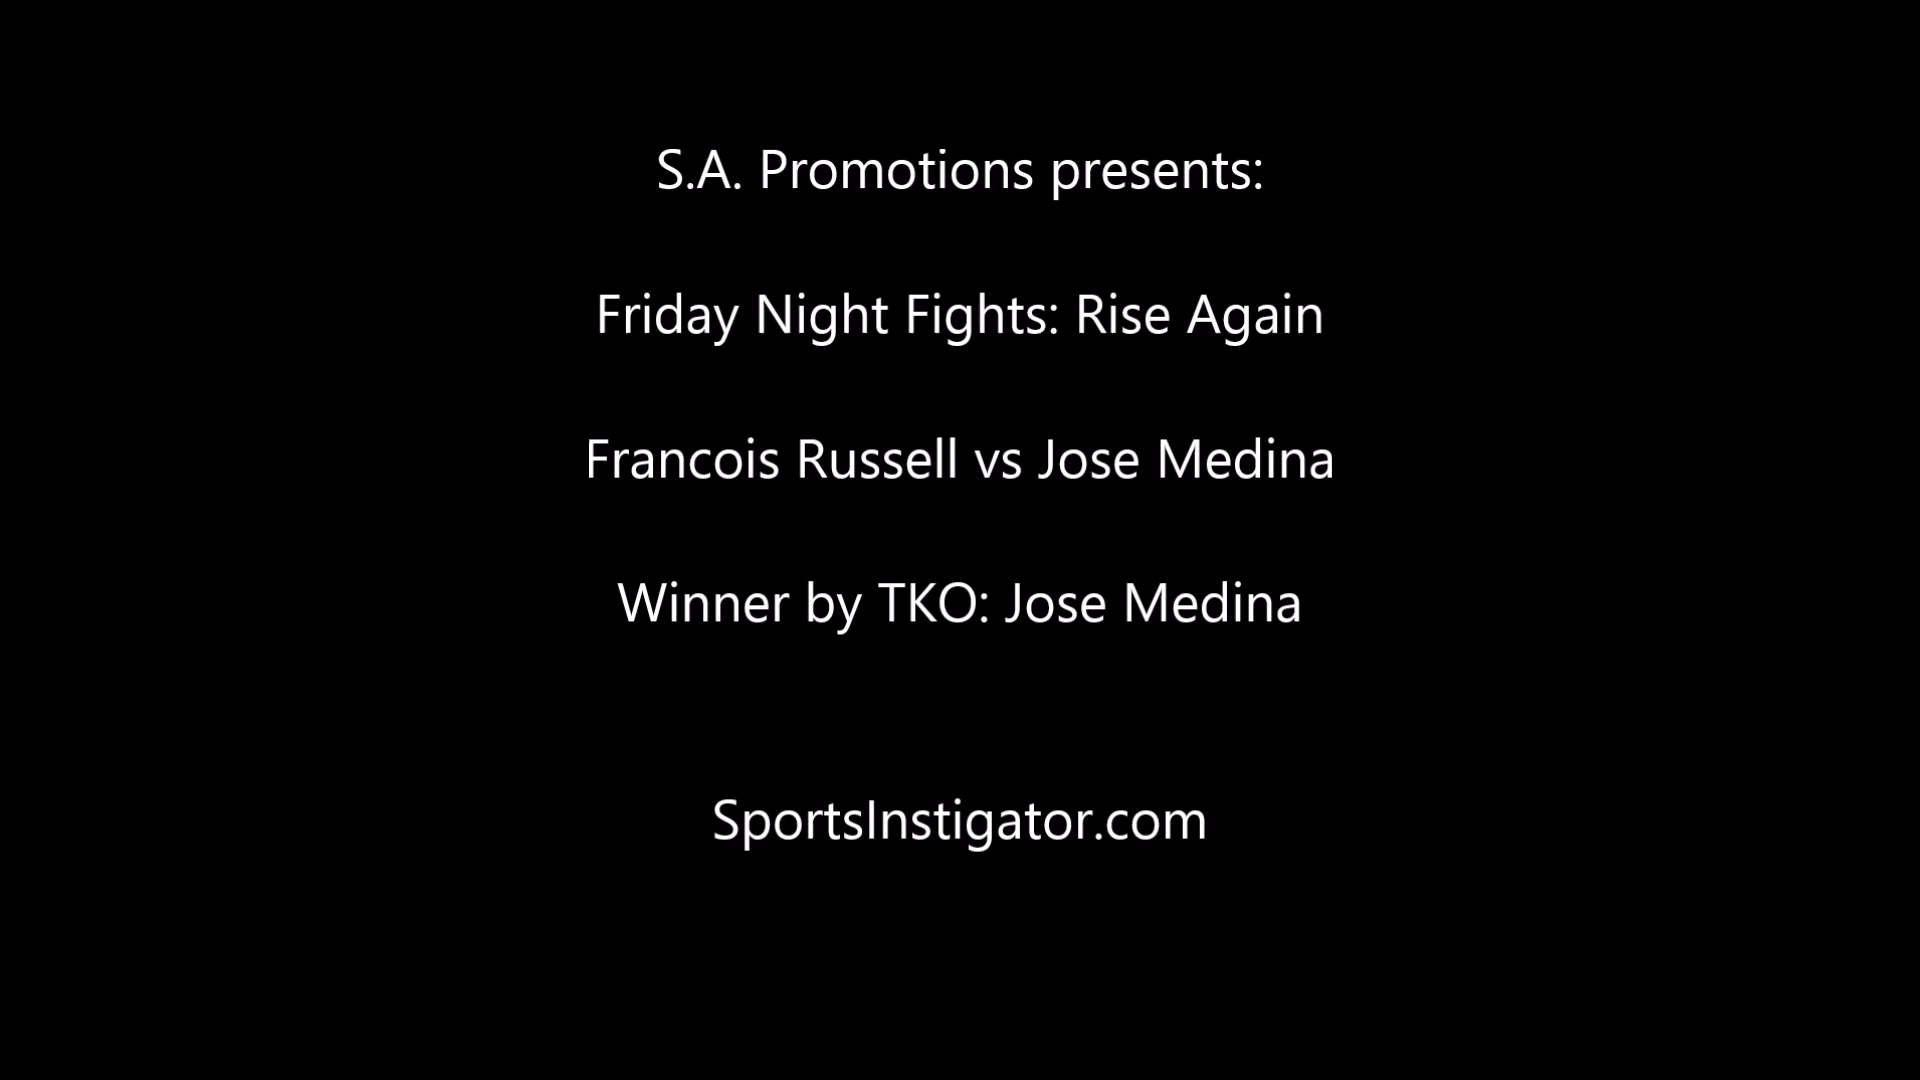 S.A. Promotions presents:
Friday Night Fights: Rise Again
Francois Russell vs Jose Medina
Winner by TKO: Jose Medina
SportsInstigator.com